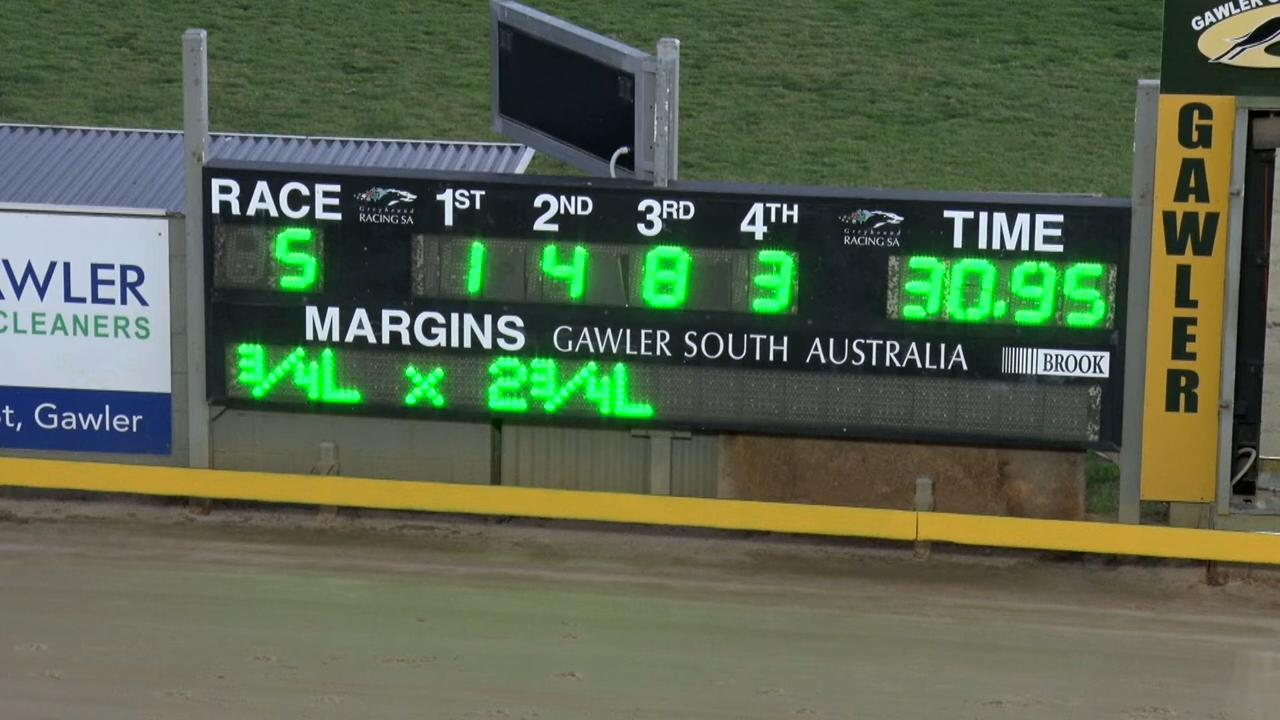 GAWLER
RACE 1ST 2ND 3RD 4TH TIME
Greyhound RACING SA
Greyhound RACING SA
5 1 4 8 3 30.95
MARGINS GAWLER SOUTH AUSTRALIA BROOK
3/4L x 23/4L
AWLER
CLEANERS
st, Gawler
GAWLER